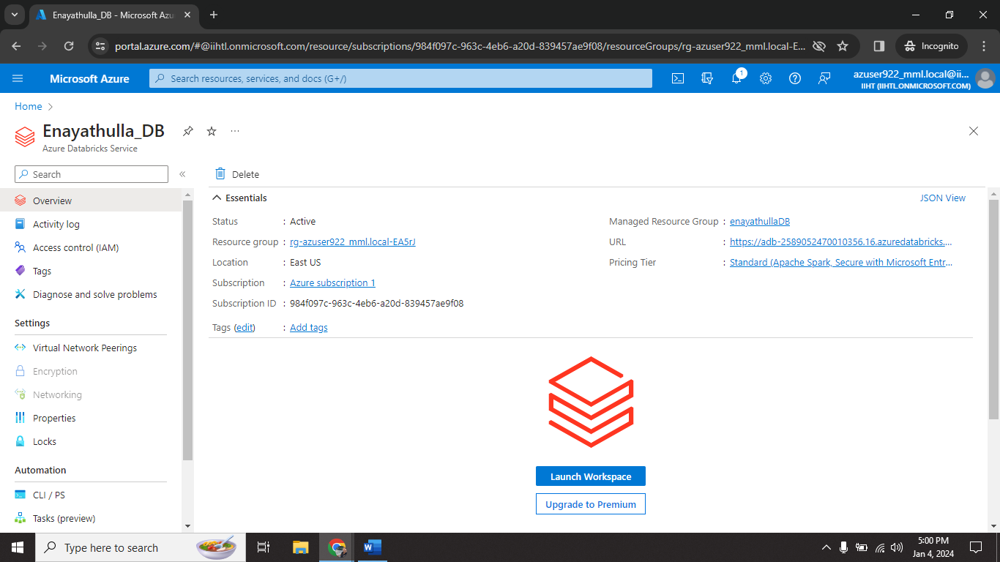 Enayathulla_DB - Microsoft Azu
portal.azure.com/#@iihtl.onmicrosoft.com/resource/subscriptions/984f097c-963c-4eb6-a20d-839457ae9f08/resourceGroups/rg-azuser922_mml.local-E...
Incognito
Microsoft Azure
Search resources, services, and docs (G+/)
1
azuser922_mml.local@ii...
IIHT (IIHTL.ONMICROSOFT.COM)
Home
Enayathulla_DB
Azure Databricks Service
Search
Overview
Activity log
Access control (IAM)
Tags
Diagnose and solve problems
Settings
Virtual Network Peerings
Encryption
Networking
Properties
Locks
Automation
CLI / PS
Tasks (preview)
Delete
Essentials
JSON View
Status : Active
Resource group : rg-azuser922_mml.local-EA5rJ
Location : East US
Subscription : Azure subscription 1
Subscription ID : 984f097c-963c-4eb6-a20d-839457ae9f08
Tags (edit) : Add tags
Managed Resource Group : enayathullaDB
URL : https://adb-2589052470010356.16.azuredatabricks....
Pricing Tier : Standard (Apache Spark, Secure with Microsoft Entr...
Launch Workspace
Upgrade to Premium
Type here to search
5:00 PM
Jan 4, 2024